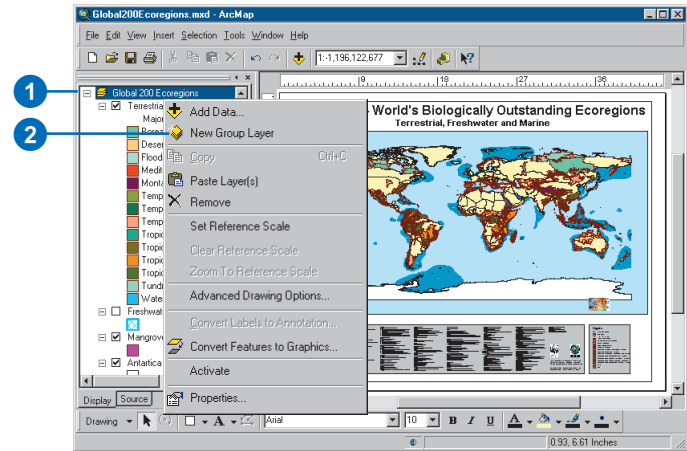 Global200Ecoregions.mxd - ArcMap
File Edit View Insert Selection Tools Window Help
1:-1,196,122,677
1
Global 200 Ecoregions
Terrestria
Major
Borea
Deser
Flood
Medit
Monta
Temp
Temp
Temp
Tropic
Tropic
Tropic
Tropic
Tundr
Wate
Freshwat
Mangrove
Antartica
2
Add Data...
New Group Layer
Copy Ctrl+C
Paste Layer(s)
Remove
Set Reference Scale
Clear Reference Scale
Zoom To Reference Scale
Advanced Drawing Options...
Convert Labels to Annotation...
Convert Features to Graphics...
Activate
Properties...
9 18 27 36
World's Biologically Outstanding Ecoregions
Terrestrial, Freshwater and Marine
Display Source
Drawing A Arial 10 B I U A
0.93, 6.61 Inches